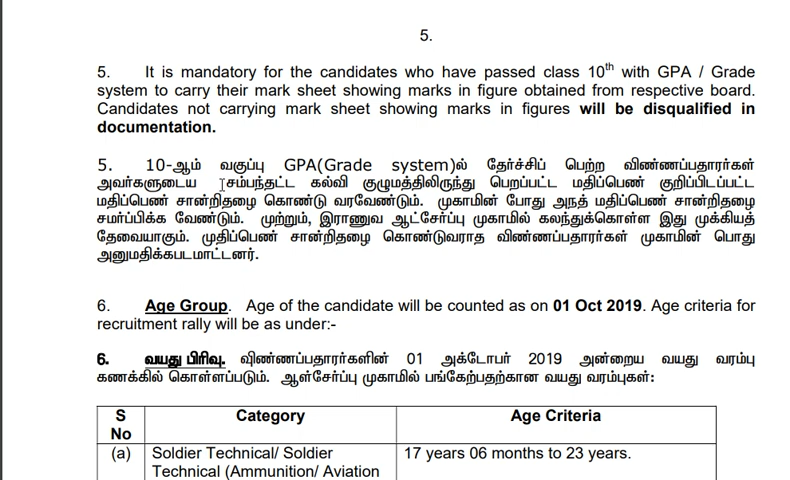 5.
5. It is mandatory for the candidates who have passed class 10th with GPA / Grade
system to carry their mark sheet showing marks in figure obtained from respective board.
Candidates not carrying mark sheet showing marks in figures will be disqualified in
documentation.
5. 10-ஆம் வகுப்பு GPA(Grade system)ல் தேர்ச்சிப் பெற்ற விண்ணப்பதாரர்கள்
அவர்களுடைய சம்பந்தட்ட கல்வி குழுமத்திலிருந்து பெறப்பட்ட மதிப்பெண் குறிப்பிடப்பட்ட
மதிப்பெண் சான்றிதழை கொண்டு வரவேண்டும். முகாமின் போது அநத் மதிப்பெண் சான்றிதழை
சமர்ப்பிக்க வேண்டும். முற்றும், இராணுவ ஆட்சேர்ப்பு முகாமில் கலந்துக்கொள்ள இது முக்கியத்
தேவையாகும். முதிப்பெண் சான்றிதழை கொண்டுவராத விண்ணப்பதாரர்கள் முகாமின் பொது
அனுமதிக்கபடமாட்டனர்.
6. Age Group. Age of the candidate will be counted as on 01 Oct 2019. Age criteria for
recruitment rally will be as under:-
6. வயது பிரிவு. விண்ணப்பதாரர்களின் 01 அக்டோபர் 2019 அன்றைய வயது வரம்பு
கணக்கில் கொள்ளப்படும். ஆள்சேர்ப்பு முகாமில் பங்கேற்பதற்கான வயது வரம்புகள்:
S No Category Age Criteria
(a) Soldier Technical/ Soldier 17 years 06 months to 23 years.
Technical (Ammunition/ Aviation